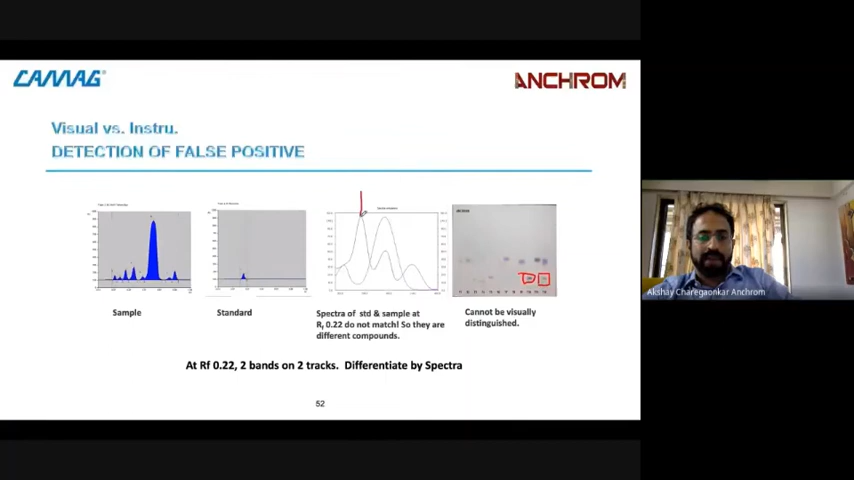 CAMAG
ANCHROM
Visual vs. Instru.
DETECTION OF FALSE POSITIVE
Sample
Standard
Spectra of std & sample at
Rf 0.22 do not match! So they are
different compounds.
Cannot be visually
distinguished.
At Rf 0.22, 2 bands on 2 tracks. Differentiate by Spectra
52
Akshay Charegaonkar Anchrom